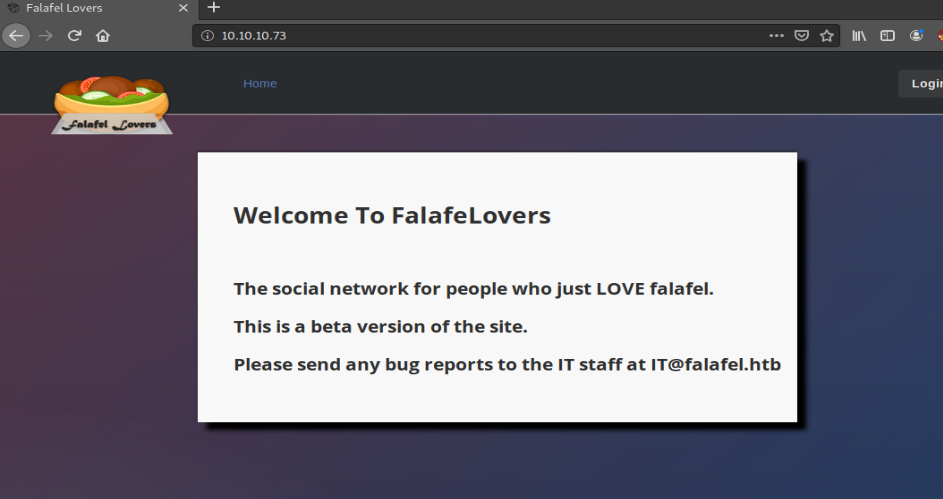 Falafel Lovers
10.10.10.73
Falafel Lovers
Home
Login
Welcome To FalafeLovers
The social network for people who just LOVE falafel.
This is a beta version of the site.
Please send any bug reports to the IT staff at IT@falafel.htb